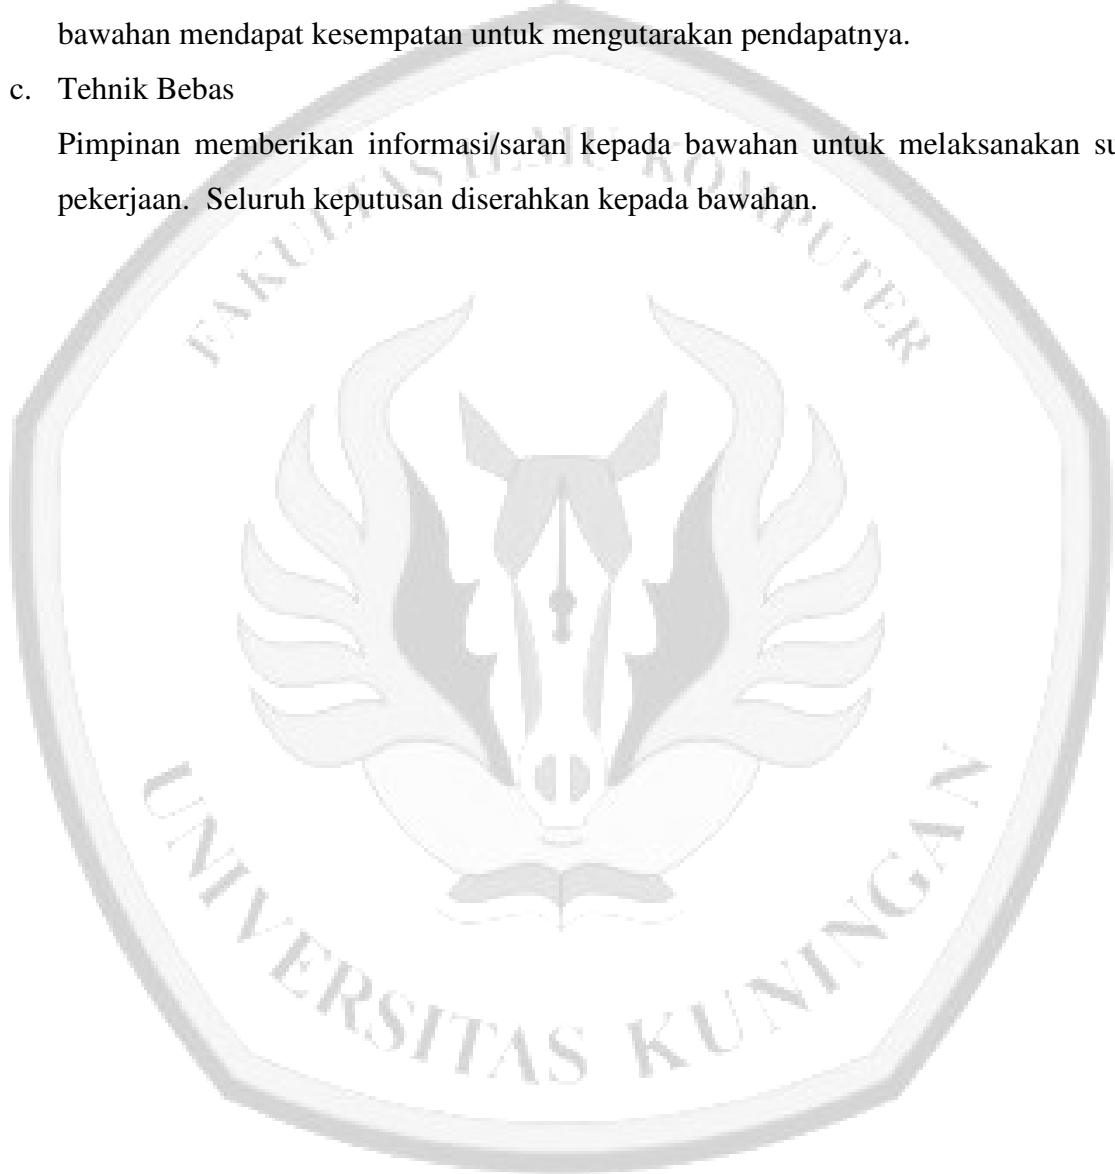 bawahan mendapat kesempatan untuk mengutarakan pendapatnya.
c. Tehnik Bebas
Pimpinan memberikan informasi/saran kepada bawahan untuk melaksanakan su
pekerjaan. Seluruh keputusan diserahkan kepada bawahan.
FAKULTAS ILMU KOMPUTER
UNIVERSITAS KUNINGAN